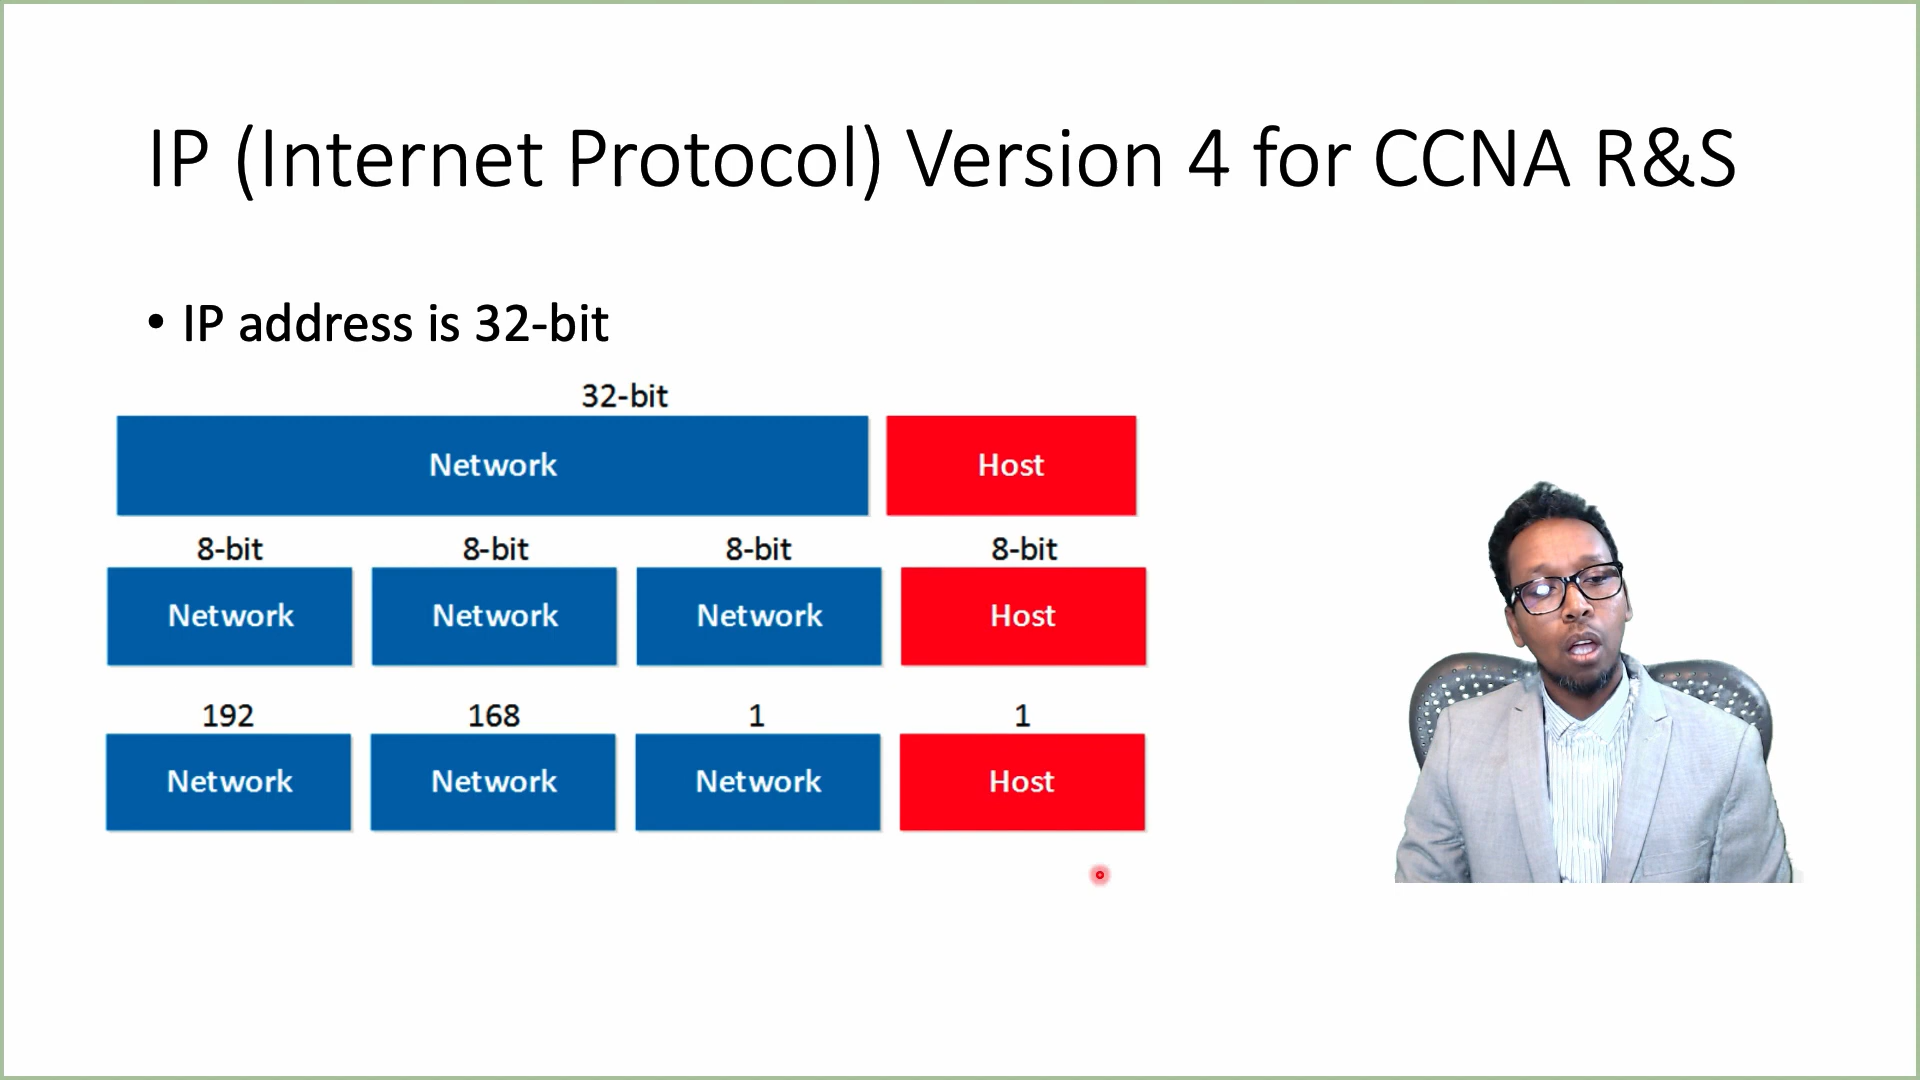 IP (Internet Protocol) Version 4 for CCNA R&S
• IP address is 32-bit
32-bit
Network Host
8-bit 8-bit 8-bit 8-bit
Network Network Network Host
192 168 1 1
Network Network Network Host